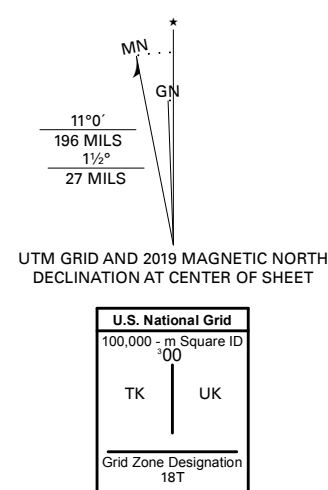 ★
MN
GN
11°0´
196 MILS
1½°
27 MILS
UTM GRID AND 2019 MAGNETIC NORTH
DECLINATION AT CENTER OF SHEET
U.S. National Grid
100,000 - m Square ID
³00
TK UK
Grid Zone Designation
18T